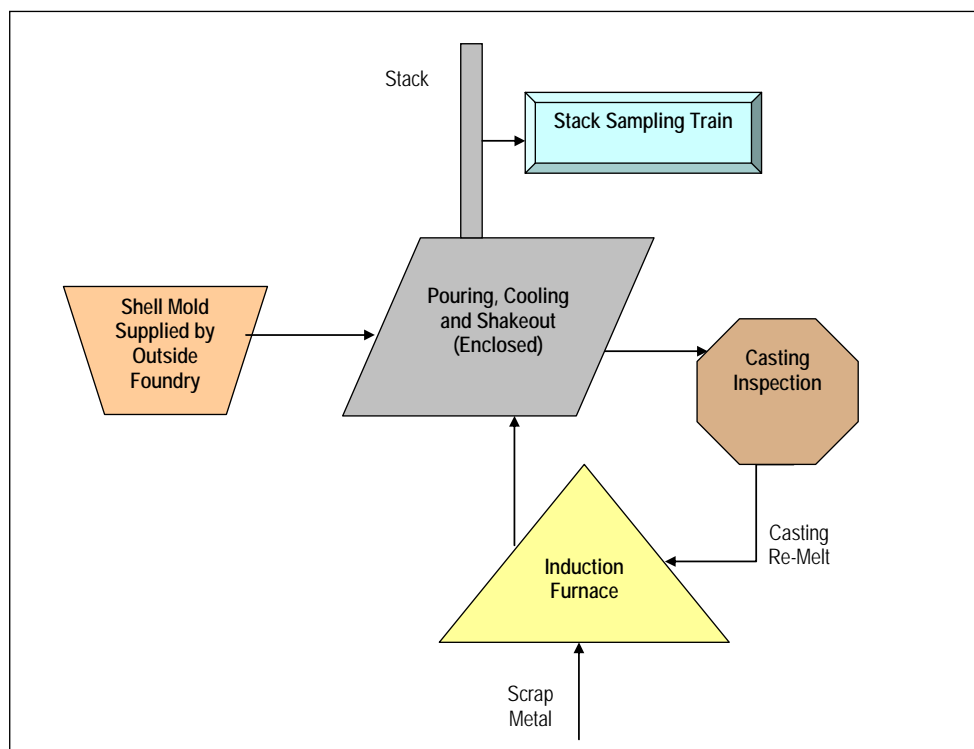 Stack
Stack Sampling Train
Pouring, Cooling
and Shakeout
(Enclosed)
Shell Mold
Supplied by
Outside
Foundry
Casting
Inspection
Casting
Re-Melt
Induction
Furnace
Scrap
Metal